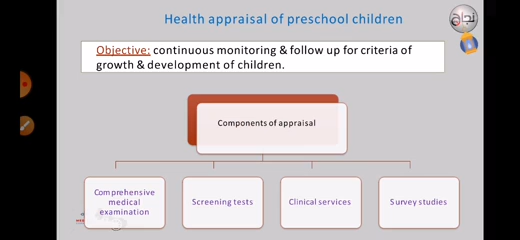 Health appraisal of preschool children
نجاح
Objective: continuous monitoring & follow up for criteria of
growth & development of children.
Components of appraisal
Comprehensive
medical
examination
Screening tests
Clinical services
Survey studies